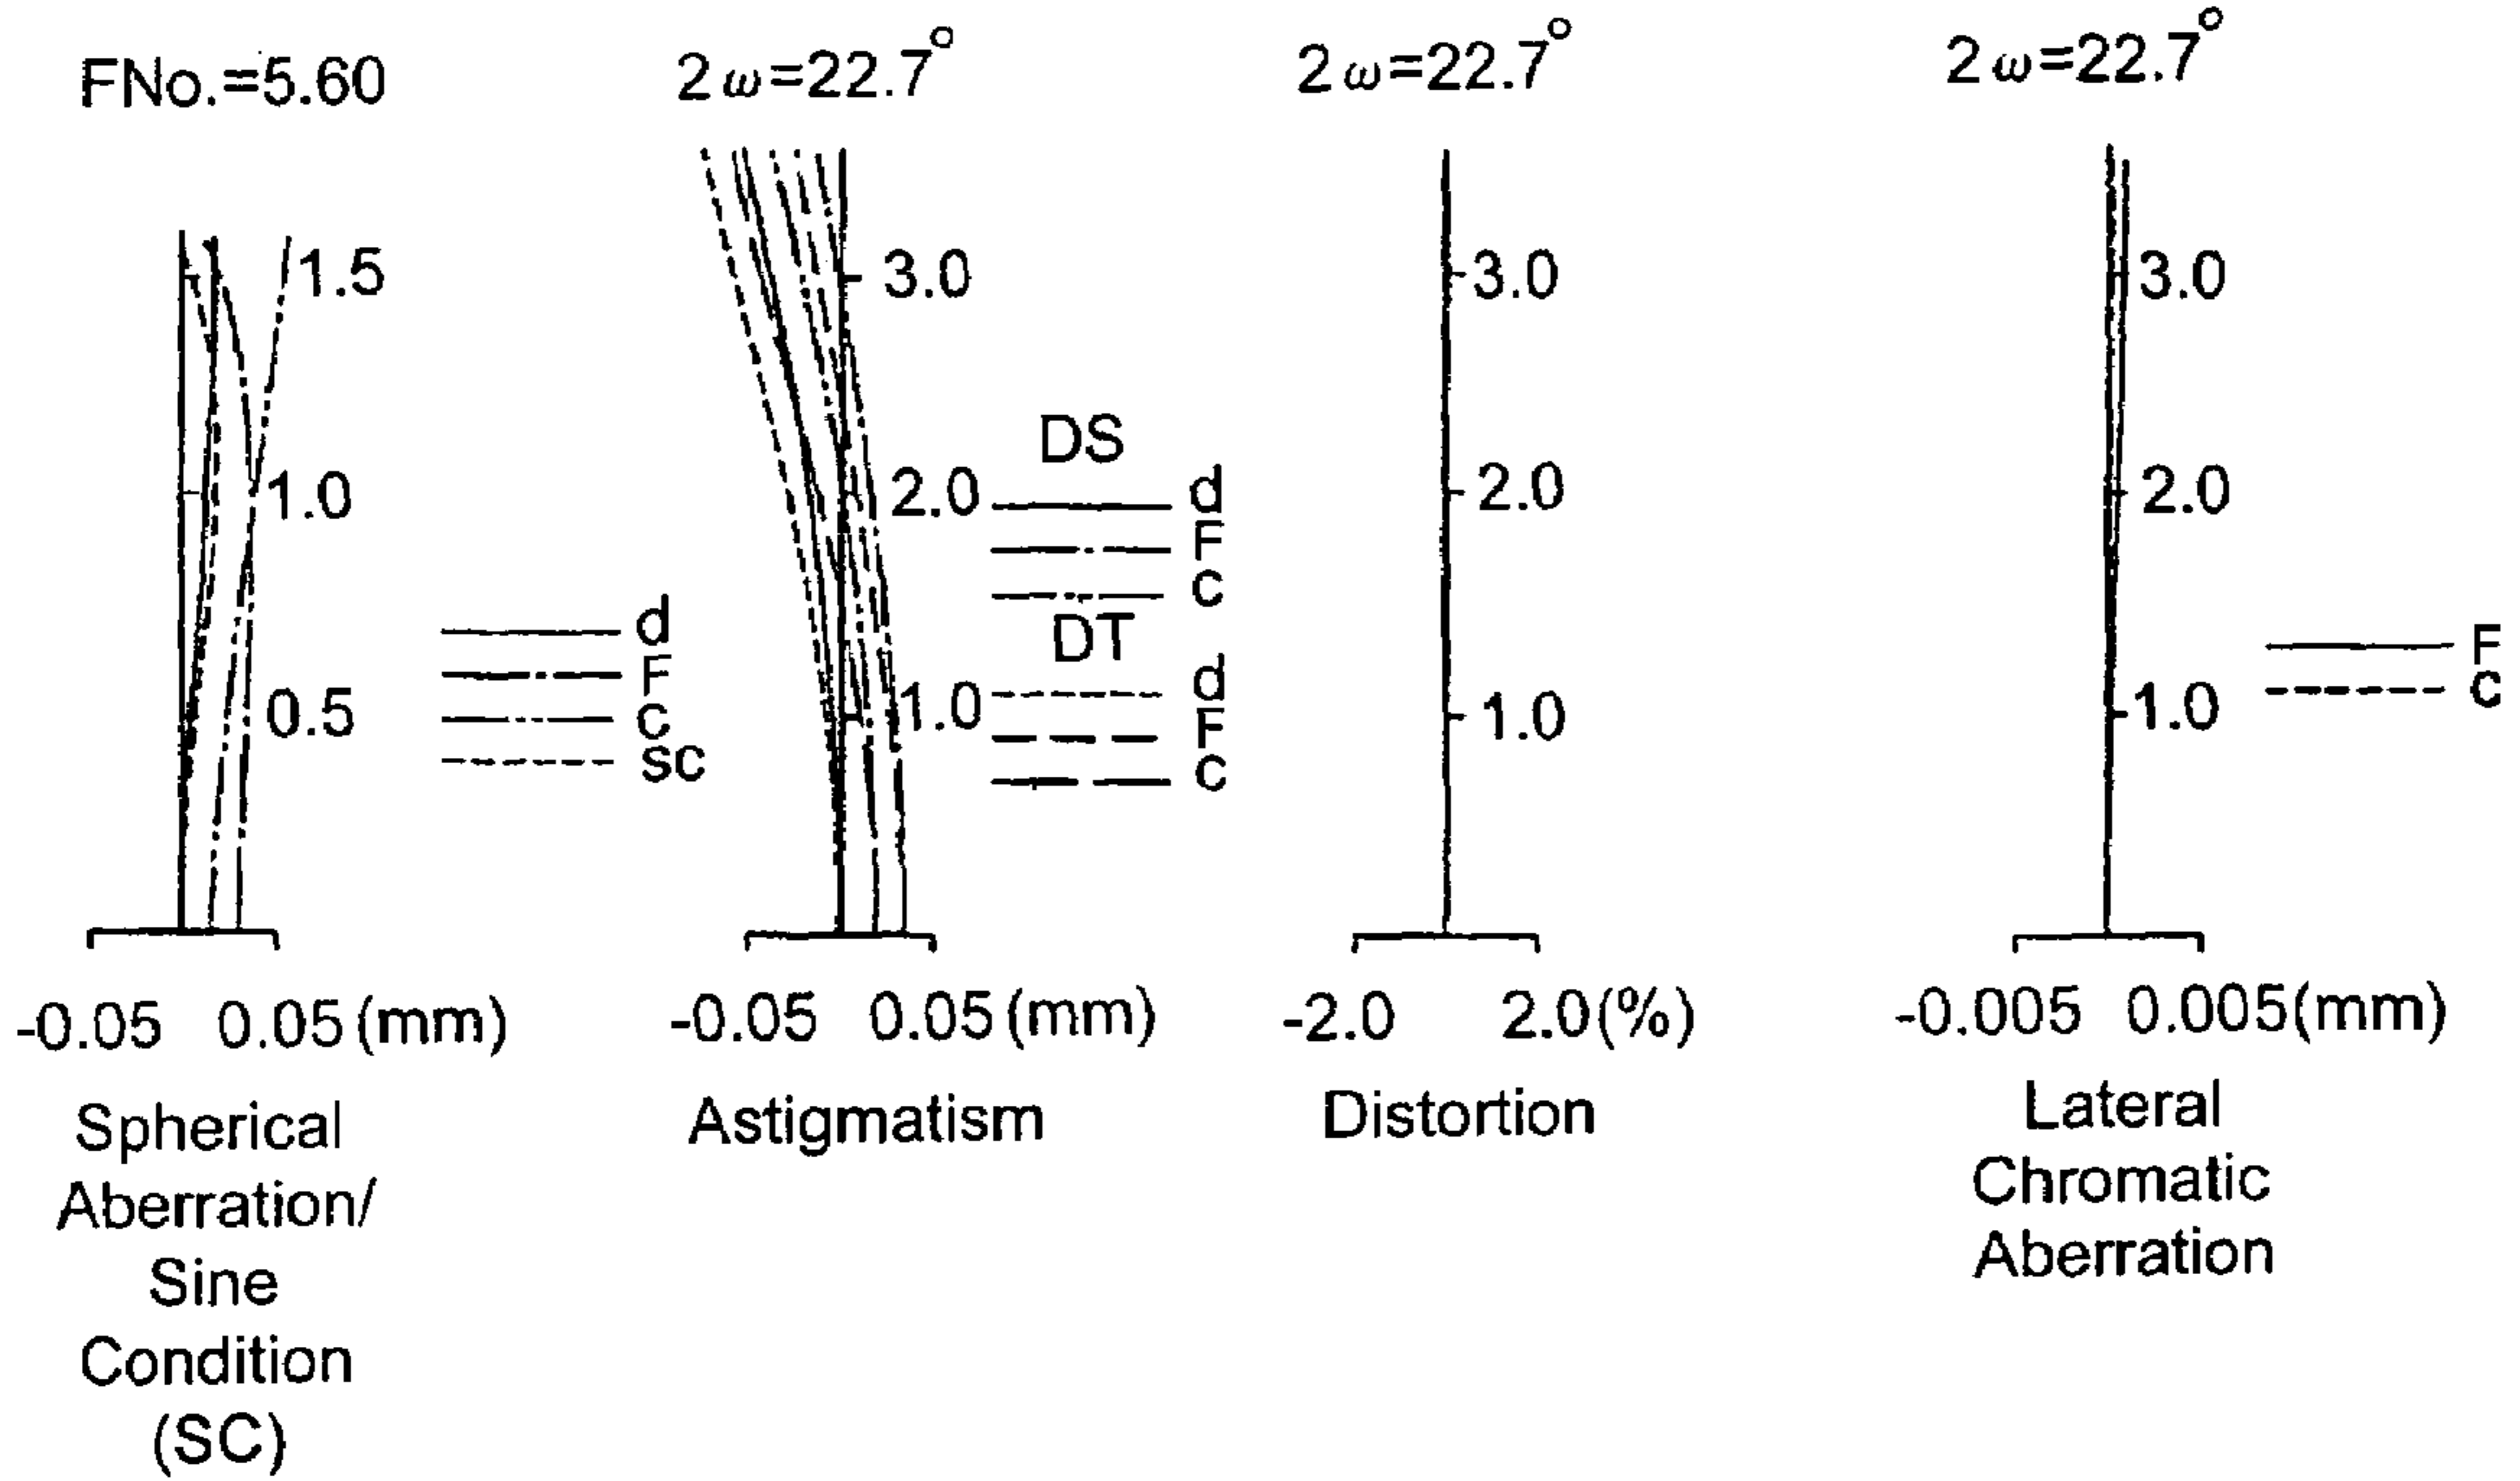 FNo.=5.60
1.5
1.0
0.5
d
F
C
SC
-0.05 0.05(mm)
Spherical
Aberration/
Sine
Condition
(SC)
2ω=22.7°
3.0
2.0
1.0
DS
d
F
C
DT
d
F
C
-0.05 0.05(mm)
Astigmatism
2ω=22.7°
3.0
2.0
1.0
-2.0 2.0(%)
Distortion
2ω=22.7°
3.0
2.0
1.0
F
C
-0.005 0.005(mm)
Lateral
Chromatic
Aberration